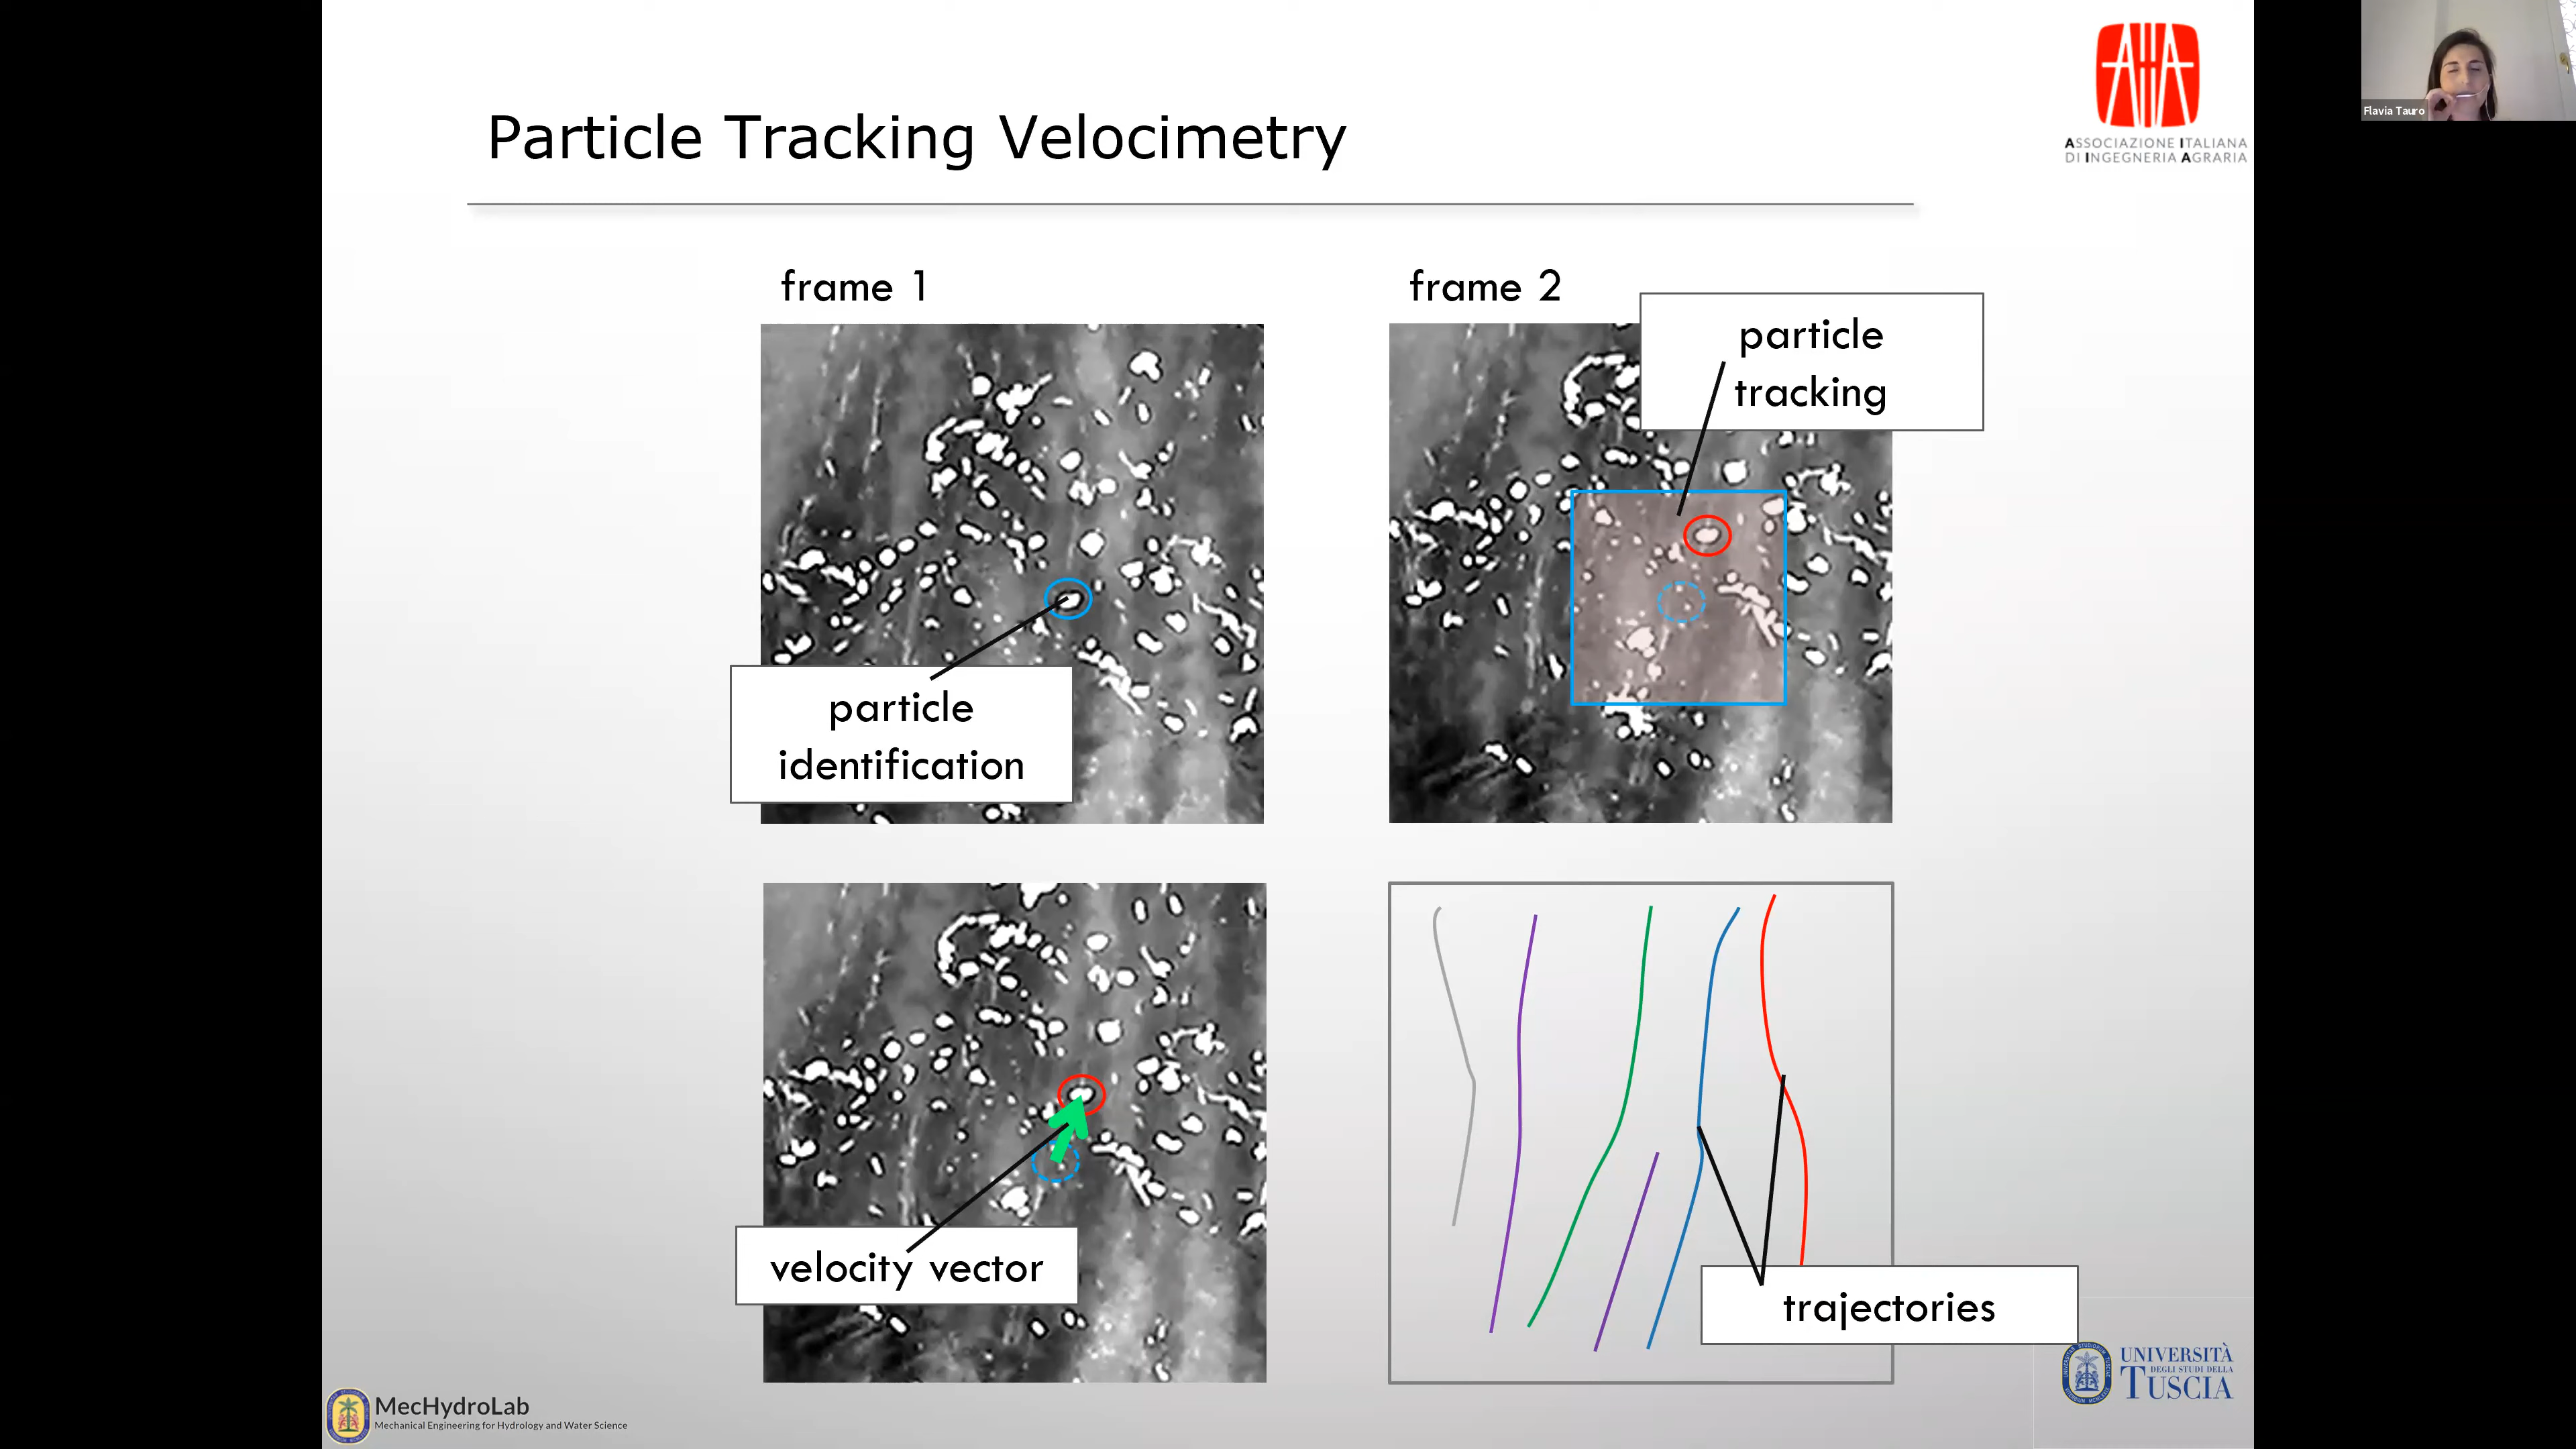 Particle Tracking Velocimetry
ASSOCIAZIONE ITALIANA
DI INGEGNERIA AGRARIA
Flavia Tauro
frame 1
frame 2
particle
tracking
particle
identification
velocity vector
trajectories
MecHydroLab
Mechanical Engineering for Hydrology and Water Science
UNIVERSITÀ
DEGLI STUDI DELLA
TUSCIA